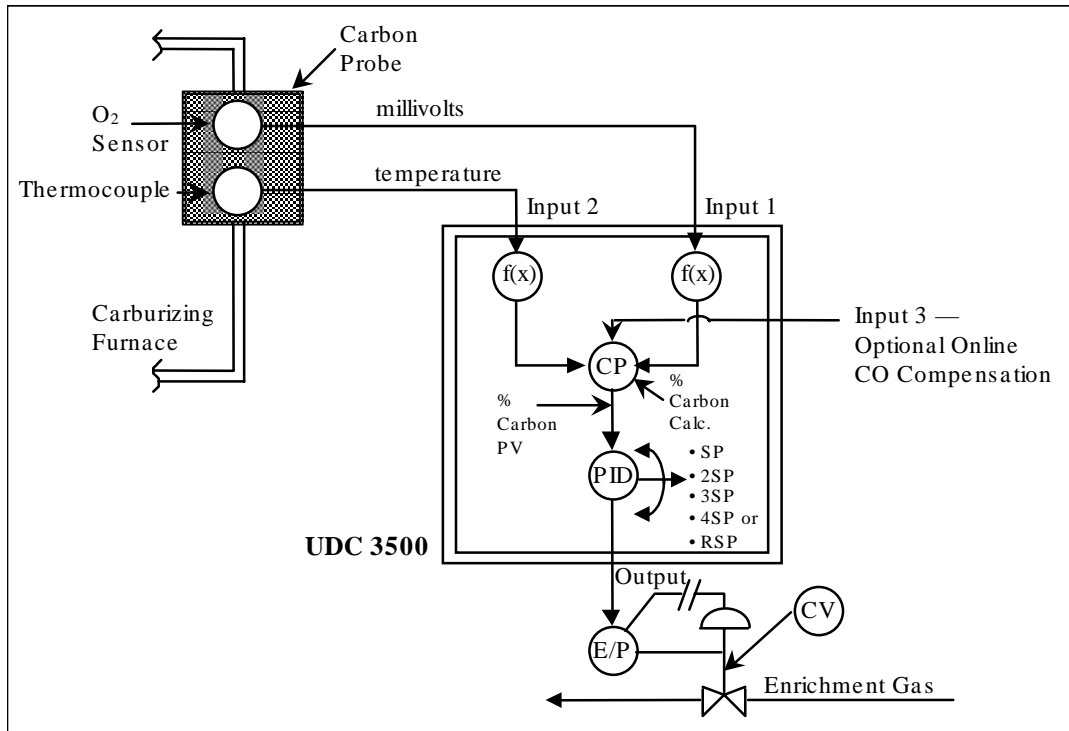 Carbon
Probe
O₂
Sensor
millivolts
Thermocouple
temperature
Input 2
Input 1
f(x)
f(x)
Carburizing
Furnace
Input 3 —
Optional Online
CO Compensation
CP
%
Carbon
PV
%
Carbon
Calc.
PID
• SP
• 2SP
• 3SP
• 4SP or
• RSP
UDC 3500
Output
CV
E/P
Enrichment Gas